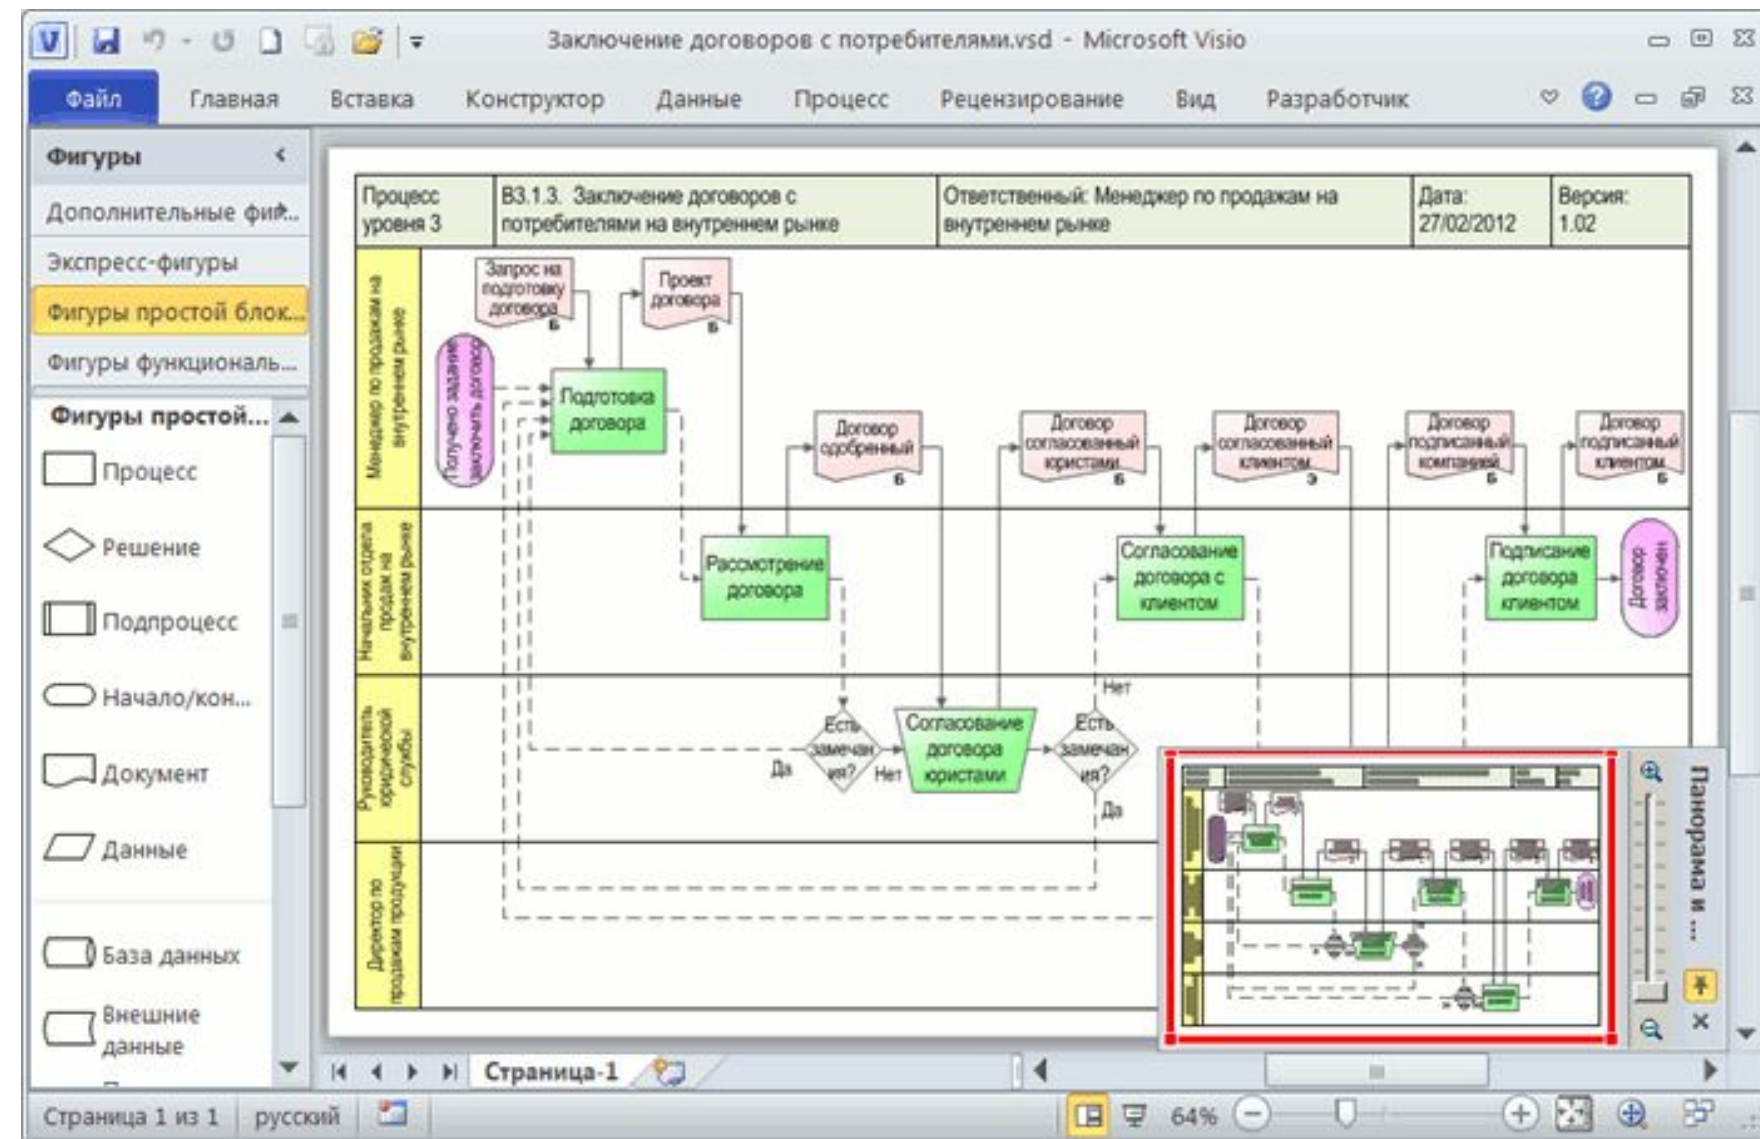 Заключение договоров с потребителями.vsd - Microsoft Visio
Файл Главная Вставка Конструктор Данные Процесс Рецензирование Вид Разработчик
Фигуры
Дополнительные фиг...
Экспресс-фигуры
Фигуры простой блок...
Фигуры функциональ...
Фигуры простой...
Процесс
Решение
Подпроцесс
Начало/кон...
Документ
Данные
База данных
Внешние
данные
Процесс
уровня 3
В3.1.3. Заключение договоров с
потребителями на внутреннем рынке
Ответственный: Менеджер по продажам на
внутреннем рынке
Дата:
27/02/2012
Версия:
1.02
Менеджер по продажам на
внутреннем рынке
Запрос на
подготовку
договора
Б
Проект
договора
Б
Получено задание
заключить договор
Подготовка
договора
Договор
одобренный
Б
Договор
согласованный
юристами
Б
Договор
согласованный
клиентом
Э
Договор
подписанный
компанией
Б
Договор
подписанный
клиентом
Б
Начальник отдела
продаж на
внутреннем рынке
Рассмотрение
договора
Согласование
договора с
клиентом
Подписание
договора
клиентом
Договор
заключен
Руководитель
юридической
службы
Есть
замечан
ия?
Да
Нет
Согласование
договора
юристами
Нет
Есть
замечан
ия?
Да
Директор по
продажам продукции
Панорама и ...
Страница-1
Страница 1 из 1 русский
64%